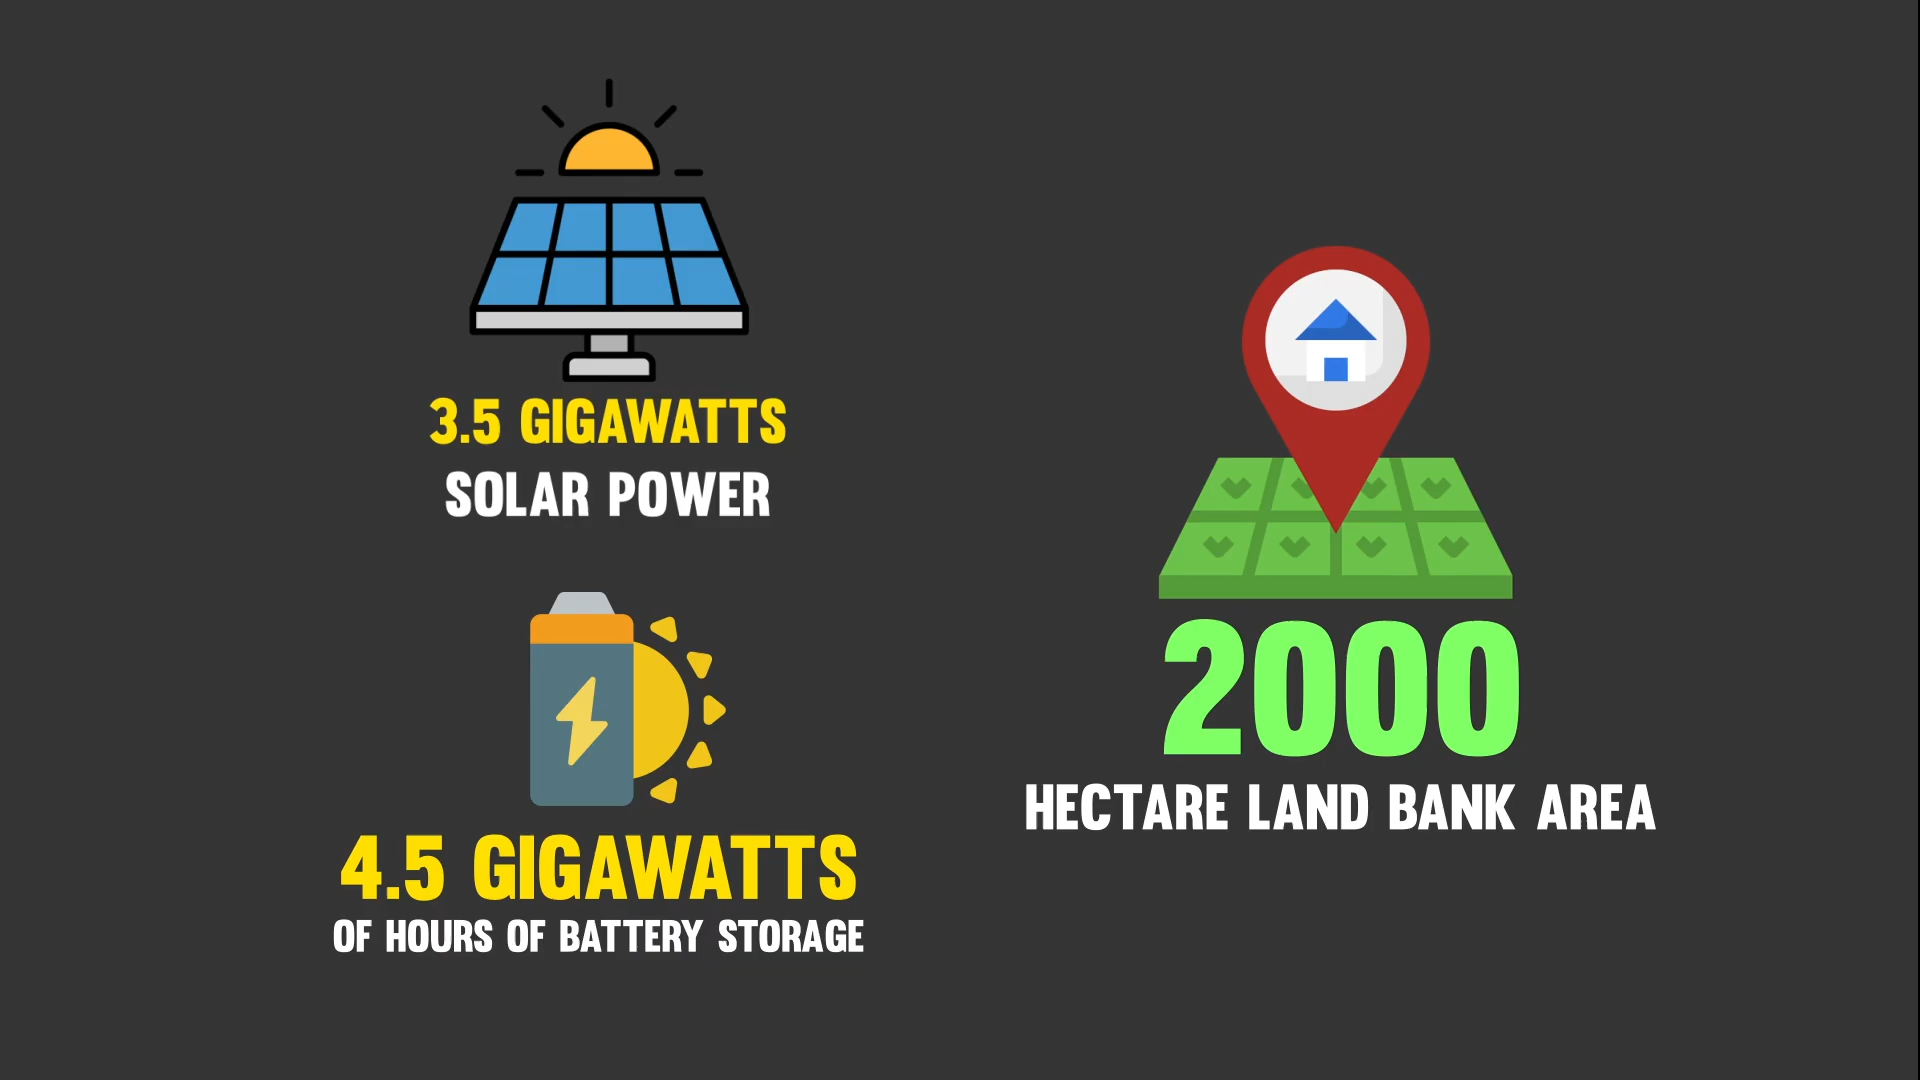 3.5 GIGAWATTS
SOLAR POWER
4.5 GIGAWATTS
OF HOURS OF BATTERY STORAGE
2000
HECTARE LAND BANK AREA